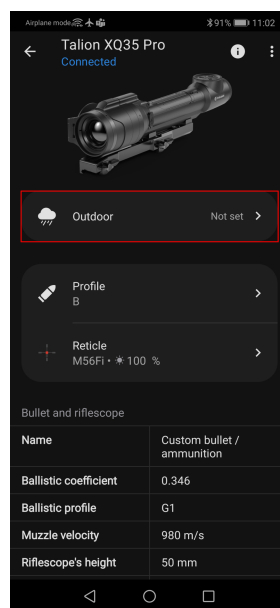 Airplane mode 91% 11:02
Talion XQ35 Pro
Connected
Outdoor Not set
Profile
B
Reticle
M56Fi • 100 %
Bullet and riflescope
Name Custom bullet /
ammunition
Ballistic coefficient 0.346
Ballistic profile G1
Muzzle velocity 980 m/s
Riflescope's height 50 mm